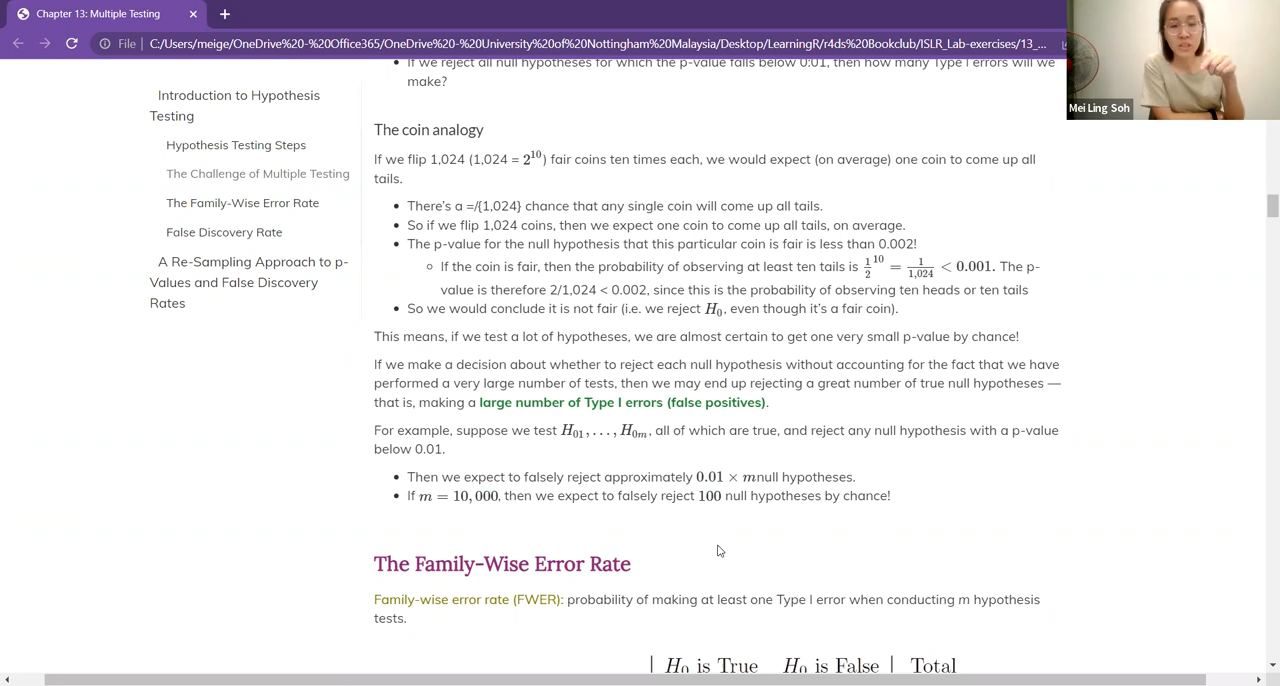 Chapter 13: Multiple Testing
File | C:/Users/meige/OneDrive%20-%20Office365/OneDrive%20-%20University%20of%20Nottingham%20Malaysia/Desktop/LearningR/r4ds%20Bookclub/ISLR_Lab-exercises/13_...
Mei Ling Soh
Introduction to Hypothesis
Testing
Hypothesis Testing Steps
The Challenge of Multiple Testing
The Family-Wise Error Rate
False Discovery Rate
A Re-Sampling Approach to p-
Values and False Discovery
Rates
• If we reject all null hypotheses for which the p-value falls below 0.01, then how many Type I errors will we
make?
The coin analogy
If we flip 1,024 (1,024 = 2^10) fair coins ten times each, we would expect (on average) one coin to come up all
tails.
• There's a =/{1,024} chance that any single coin will come up all tails.
• So if we flip 1,024 coins, then we expect one coin to come up all tails, on average.
• The p-value for the null hypothesis that this particular coin is fair is less than 0.002!
◦ If the coin is fair, then the probability of observing at least ten tails is 1/2^10 = 1/1,024 < 0.001. The p-
value is therefore 2/1,024 < 0.002, since this is the probability of observing ten heads or ten tails
• So we would conclude it is not fair (i.e. we reject H₀, even though it's a fair coin).
This means, if we test a lot of hypotheses, we are almost certain to get one very small p-value by chance!
If we make a decision about whether to reject each null hypothesis without accounting for the fact that we have
performed a very large number of tests, then we may end up rejecting a great number of true null hypotheses —
that is, making a large number of Type I errors (false positives).
For example, suppose we test H₀₁, . . . , H₀ₘ, all of which are true, and reject any null hypothesis with a p-value
below 0.01.
• Then we expect to falsely reject approximately 0.01 × mnull hypotheses.
• If m = 10,000, then we expect to falsely reject 100 null hypotheses by chance!
The Family-Wise Error Rate
Family-wise error rate (FWER): probability of making at least one Type I error when conducting m hypothesis
tests.
| H₀ is True H₀ is False | Total